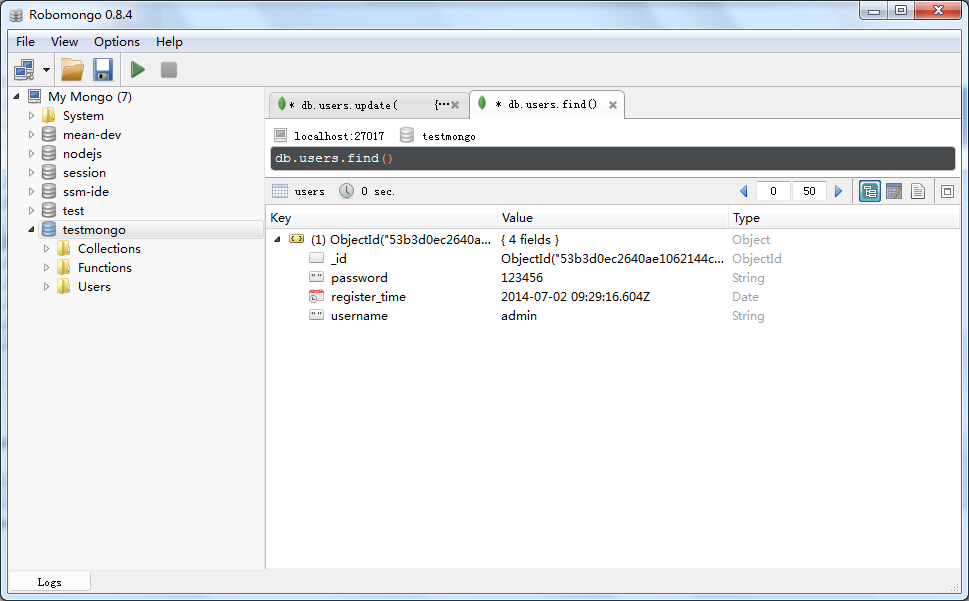 Robomongo 0.8.4
File View Options Help
My Mongo (7)
System
mean-dev
nodejs
session
ssm-ide
test
testmongo
Collections
Functions
Users
* db.users.update( {···
* db.users.find()
localhost:27017 testmongo
db.users.find()
users 0 sec. 0 50
Key Value Type
(1) ObjectId("53b3d0ec2640a... { 4 fields } Object
_id ObjectId("53b3d0ec2640ae1062144c... ObjectId
password 123456 String
register_time 2014-07-02 09:29:16.604Z Date
username admin String
Logs